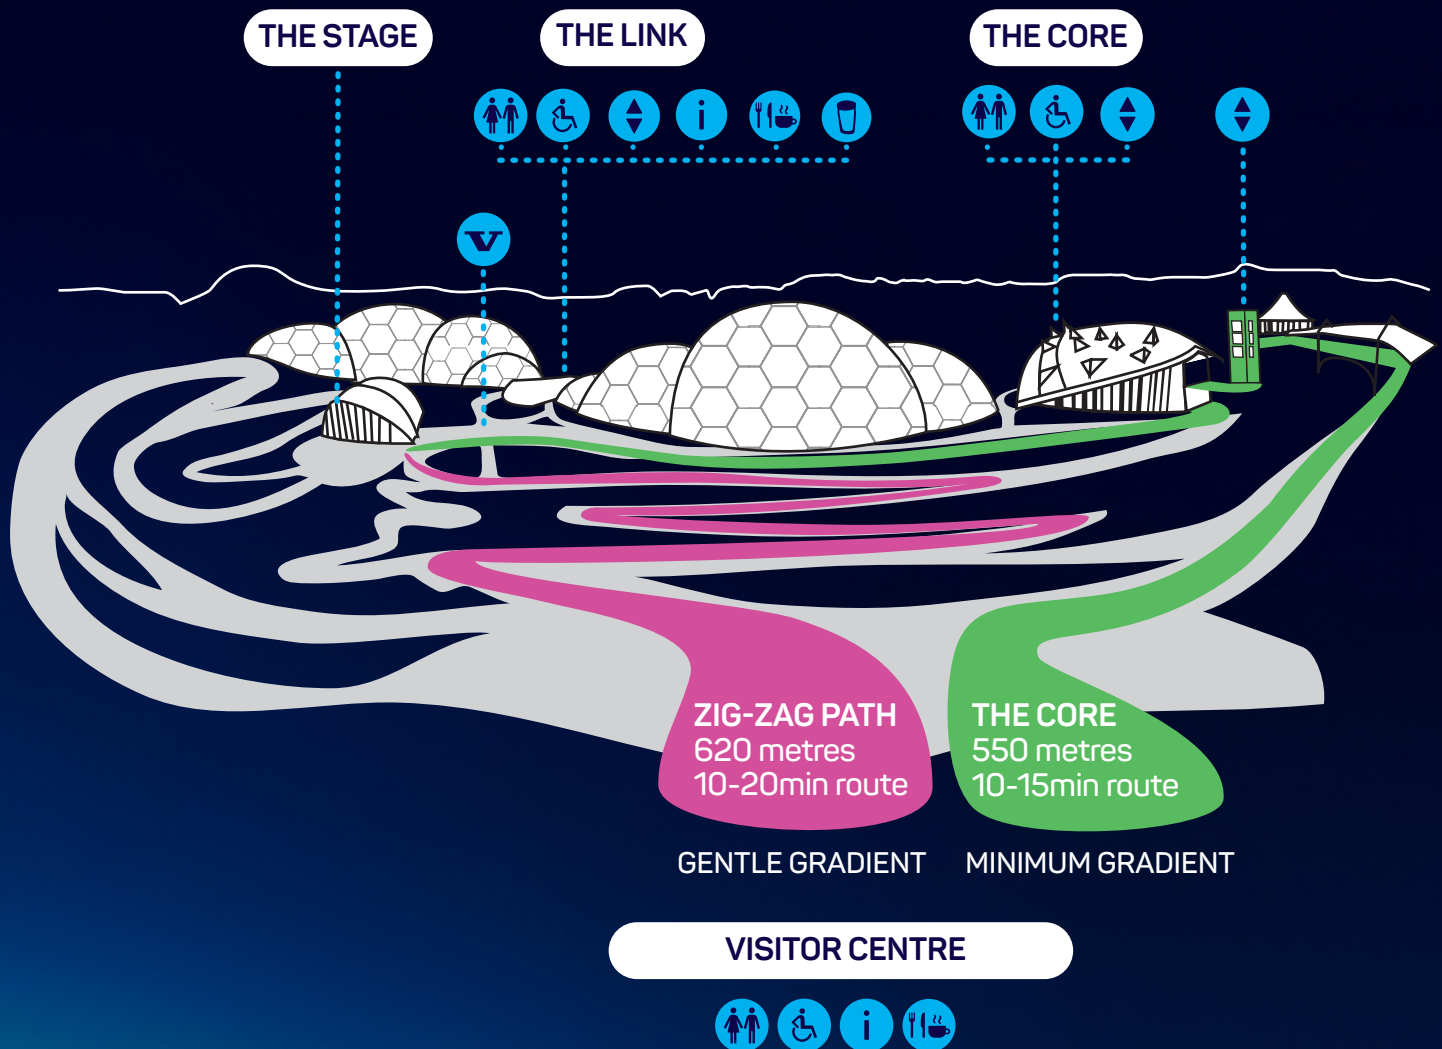 THE STAGE
THE LINK
THE CORE
i
V
ZIG-ZAG PATH
620 metres
10-20min route
THE CORE
550 metres
10-15min route
GENTLE GRADIENT
MINIMUM GRADIENT
VISITOR CENTRE
i